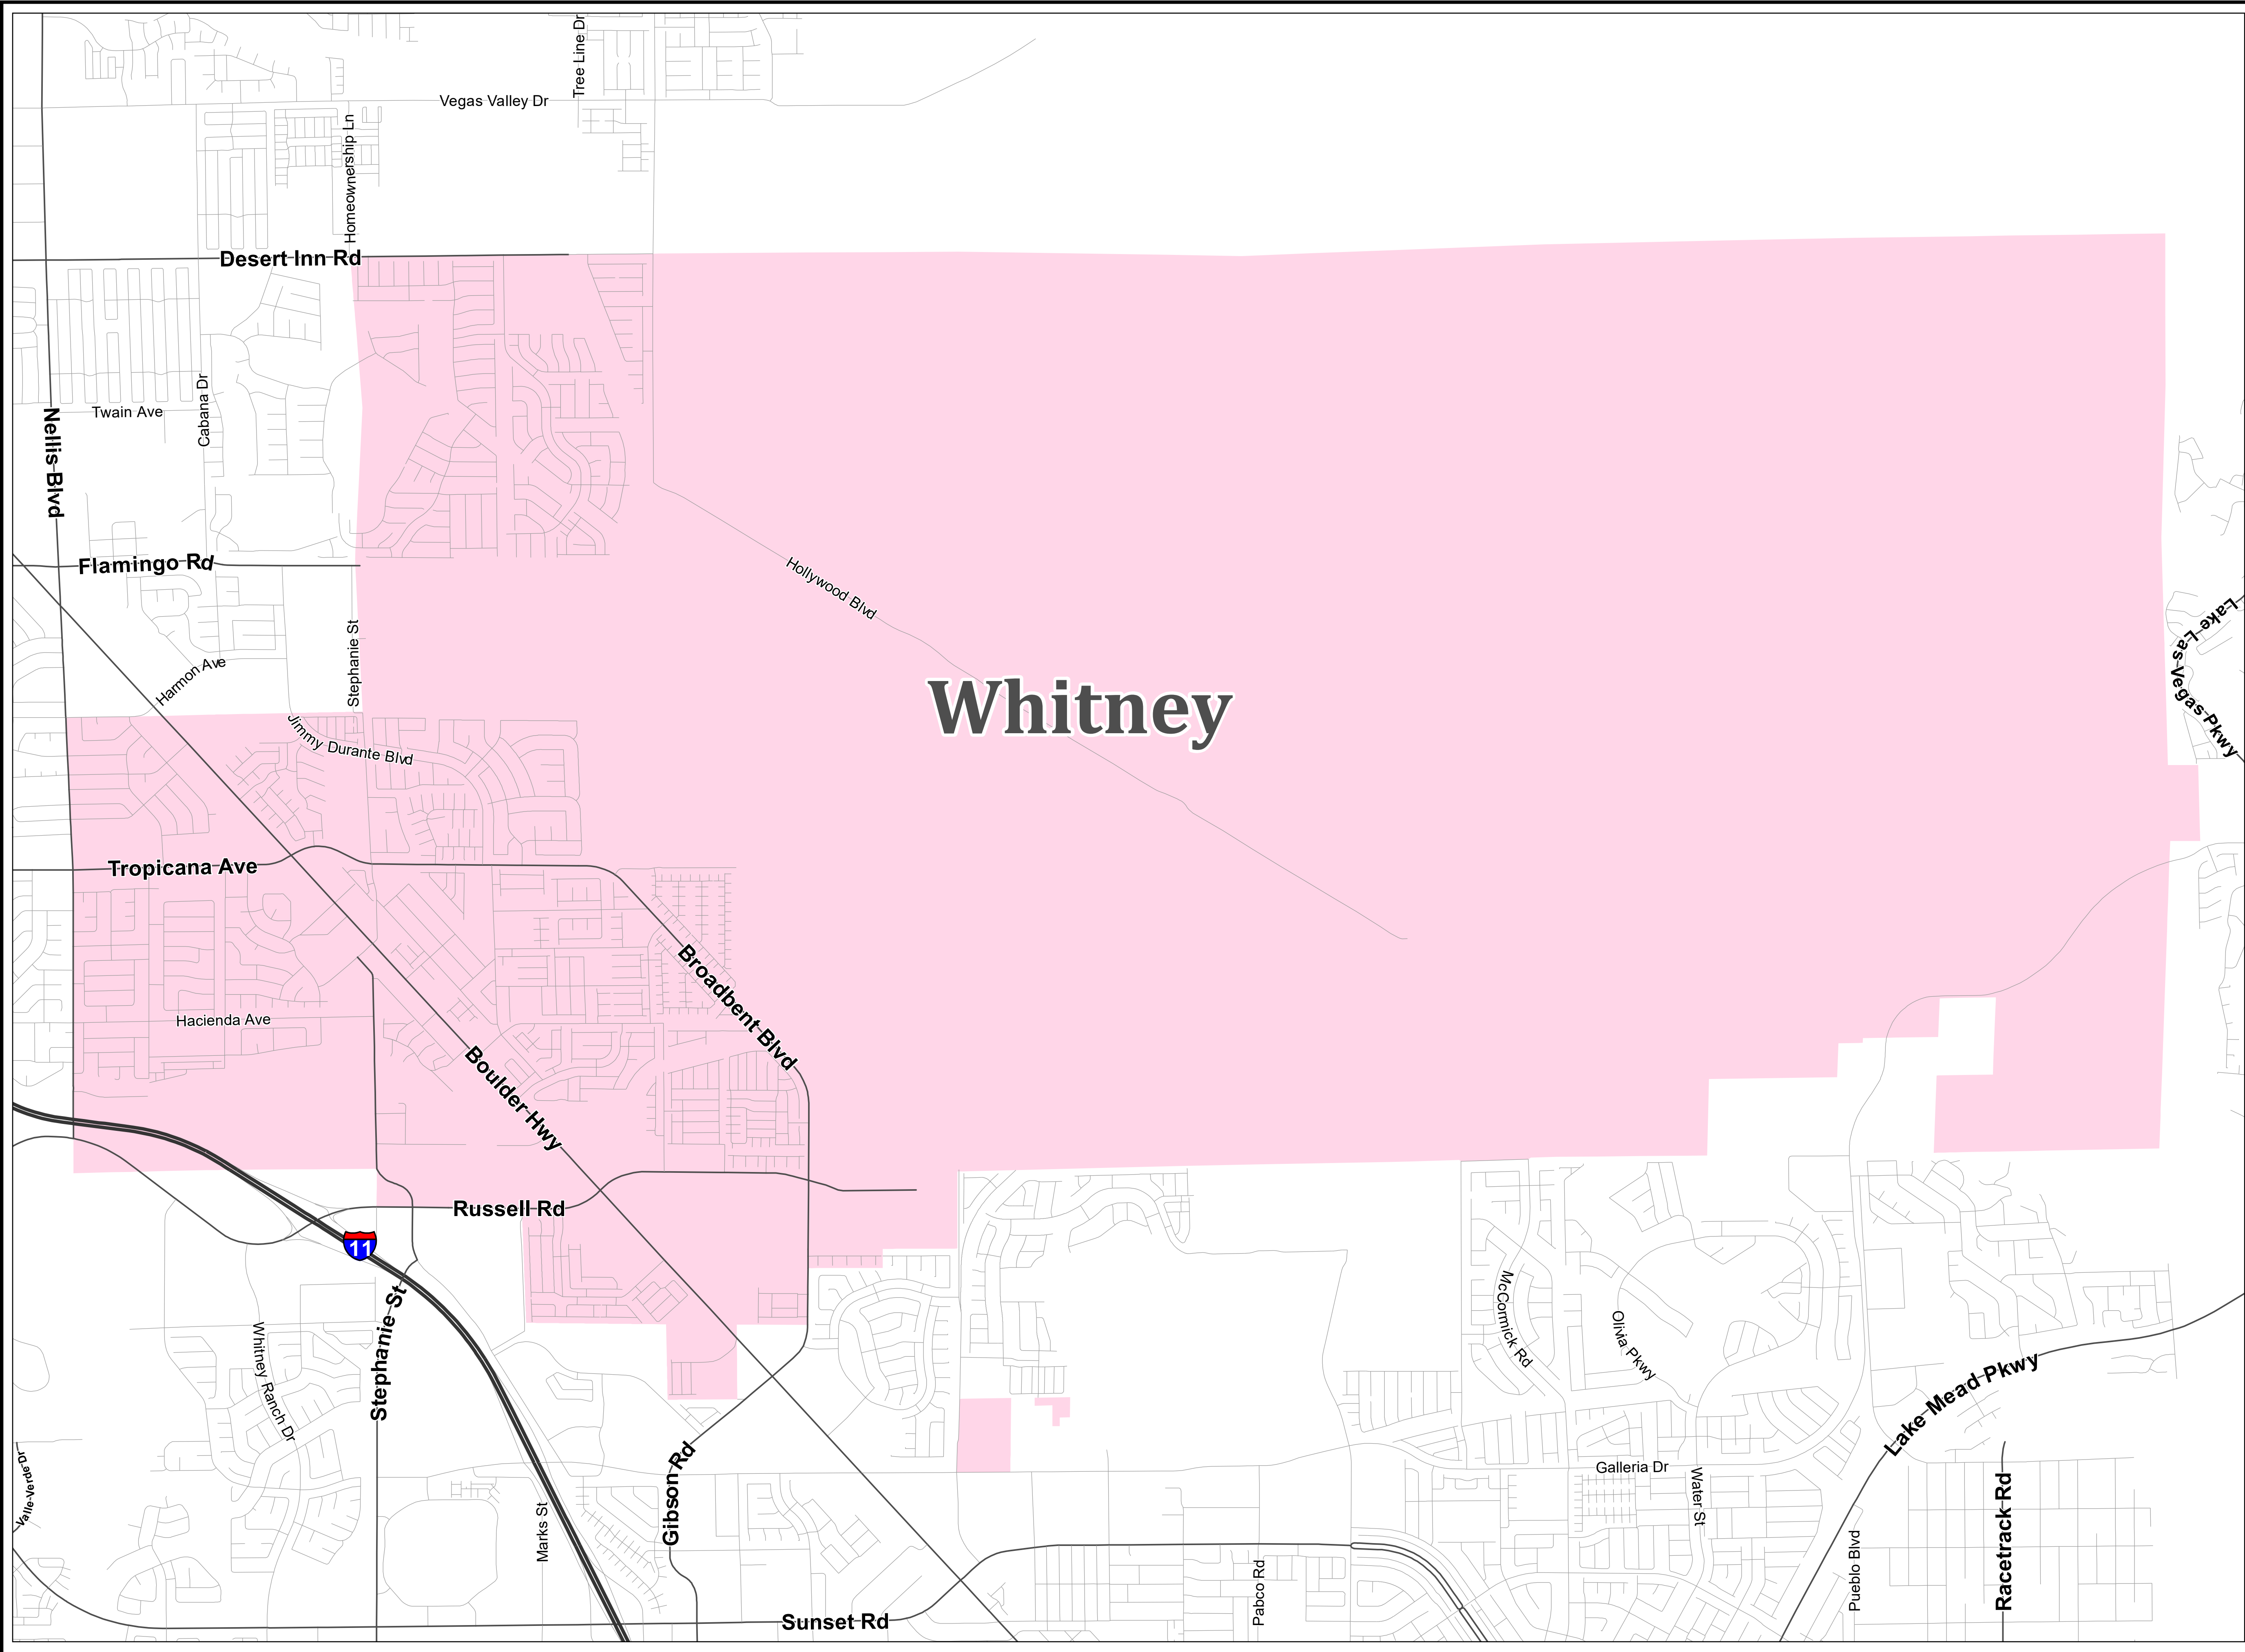 Tree Line Dr
Vegas Valley Dr
Homeownership Ln
Desert Inn Rd
Nellis Blvd
Twain Ave
Cabana Dr
Flamingo Rd
Hollywood Blvd
Lake Las Vegas Pkwy
Harmon Ave
Stephanie St
Whitney
Jimmy Durante Blvd
Tropicana Ave
Broadbent Blvd
Hacienda Ave
Boulder Hwy
Russell Rd
11
Stephanie St
Whitney Ranch Dr
McCormick Rd
Olivia Pkwy
Lake Mead Pkwy
Valle Verde Dr
Marks St
Gibson Rd
Galleria Dr
Water St
Racetrack Rd
Pabco Rd
Pueblo Blvd
Sunset Rd